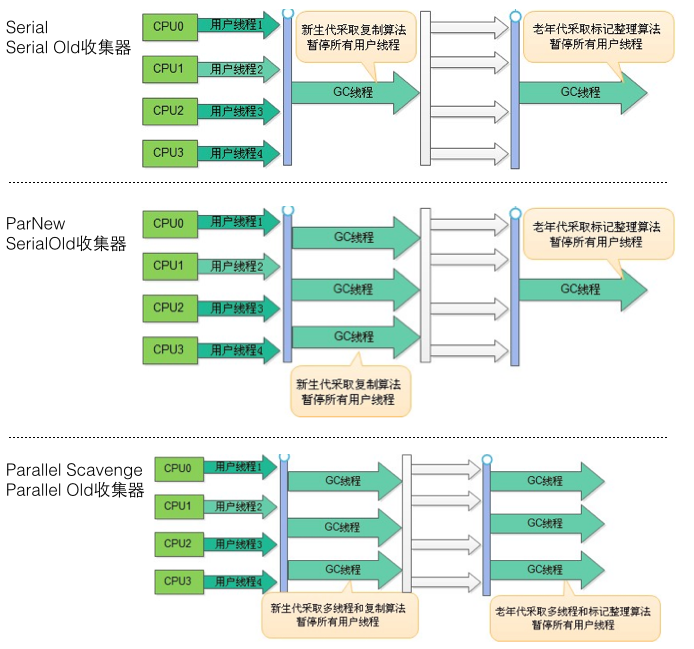 Serial
Serial Old收集器
CPU0
用户线程1
CPU1
用户线程2
CPU2
用户线程3
CPU3
用户线程4
新生代采取复制算法
暂停所有用户线程
GC线程
老年代采取标记整理算法
暂停所有用户线程
GC线程
ParNew
SerialOld收集器
CPU0
用户线程1
CPU1
用户线程2
CPU2
用户线程3
CPU3
用户线程4
GC线程
GC线程
GC线程
新生代采取复制算法
暂停所有用户线程
老年代采取标记整理算法
暂停所有用户线程
GC线程
Parallel Scavenge
Parallel Old收集器
CPU0
用户线程1
CPU1
用户线程2
CPU2
用户线程3
CPU3
用户线程4
GC线程
GC线程
GC线程
新生代采取多线程和复制算法
暂停所有用户线程
GC线程
GC线程
GC线程
老年代采取多线程和标记整理算法
暂停所有用户线程